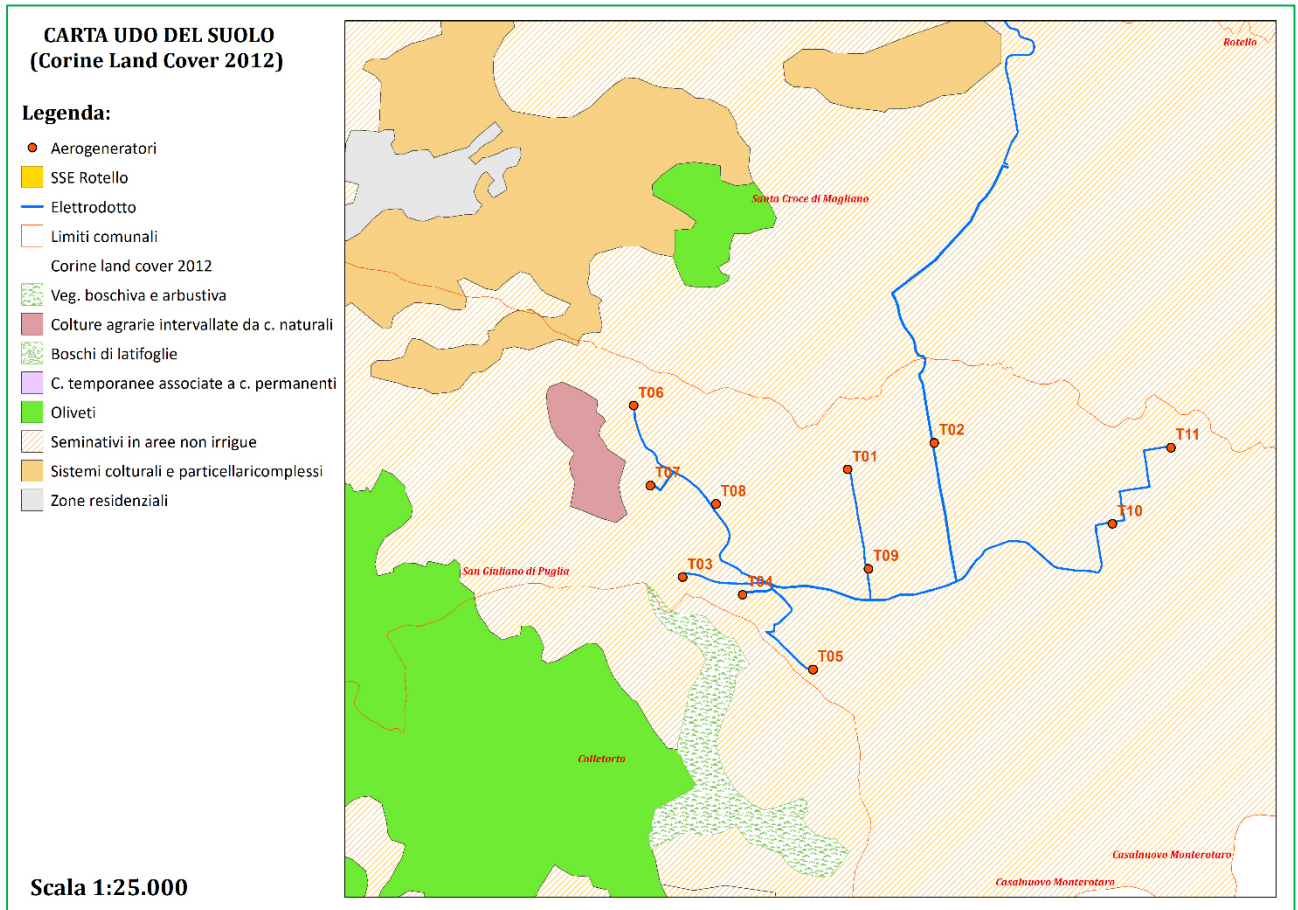 CARTA UDO DEL SUOLO
(Corine Land Cover 2012)
Legenda:
Aerogeneratori
SSE Rotello
Elettrodotto
Limiti comunali
Corine land cover 2012
Veg. boschiva e arbustiva
Colture agrarie intervallate da c. naturali
Boschi di latifoglie
C. temporanee associate a c. permanenti
Oliveti
Seminativi in aree non irrigue
Sistemi colturali e particellaricomplessi
Zone residenziali
Scala 1:25.000
Rotello
Santa Croce di Magliano
T06
T02
T11
T01
T07
T08
T10
San Giuliano di Puglia
T03
T09
T04
T05
Colletorto
Casalnuovo Monterotaro
Casalnuovo Monterotaro